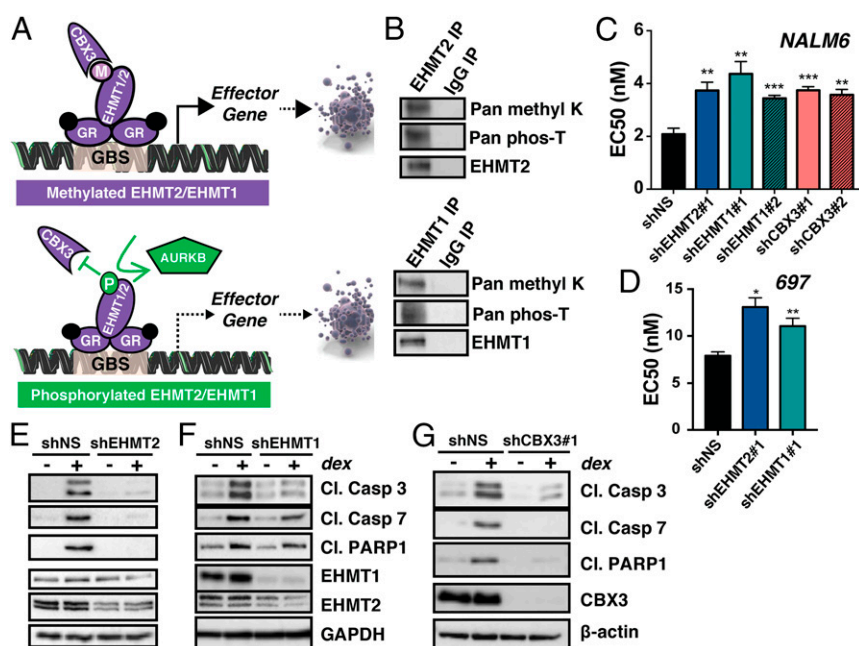 A
CBX3
M
EHMT1/2
GR
GR
GBS
Effector
Gene
Methylated EHMT2/EHMT1
CBX3
P
AURKB
EHMT1/2
GR
GR
GBS
Effector
Gene
Phosphorylated EHMT2/EHMT1
B
EHMT2 IP
IgG IP
Pan methyl K
Pan phos-T
EHMT2
EHMT1 IP
IgG IP
Pan methyl K
Pan phos-T
EHMT1
C
NALM6
EC50 (nM)
6
4
2
0
**
**
***
***
**
shNS
shEHMT2#1
shEHMT1#1
shEHMT1#2
shCBX3#1
shCBX3#2
D
697
EC50 (nM)
15
10
5
0
*
**
shNS
shEHMT2#1
shEHMT1#1
E
shNS shEHMT2
- + - +
F
shNS shEHMT1
- + - + dex
Cl. Casp 3
Cl. Casp 7
Cl. PARP1
EHMT1
EHMT2
GAPDH
G
shNS shCBX3#1
- + - + dex
Cl. Casp 3
Cl. Casp 7
Cl. PARP1
CBX3
β-actin